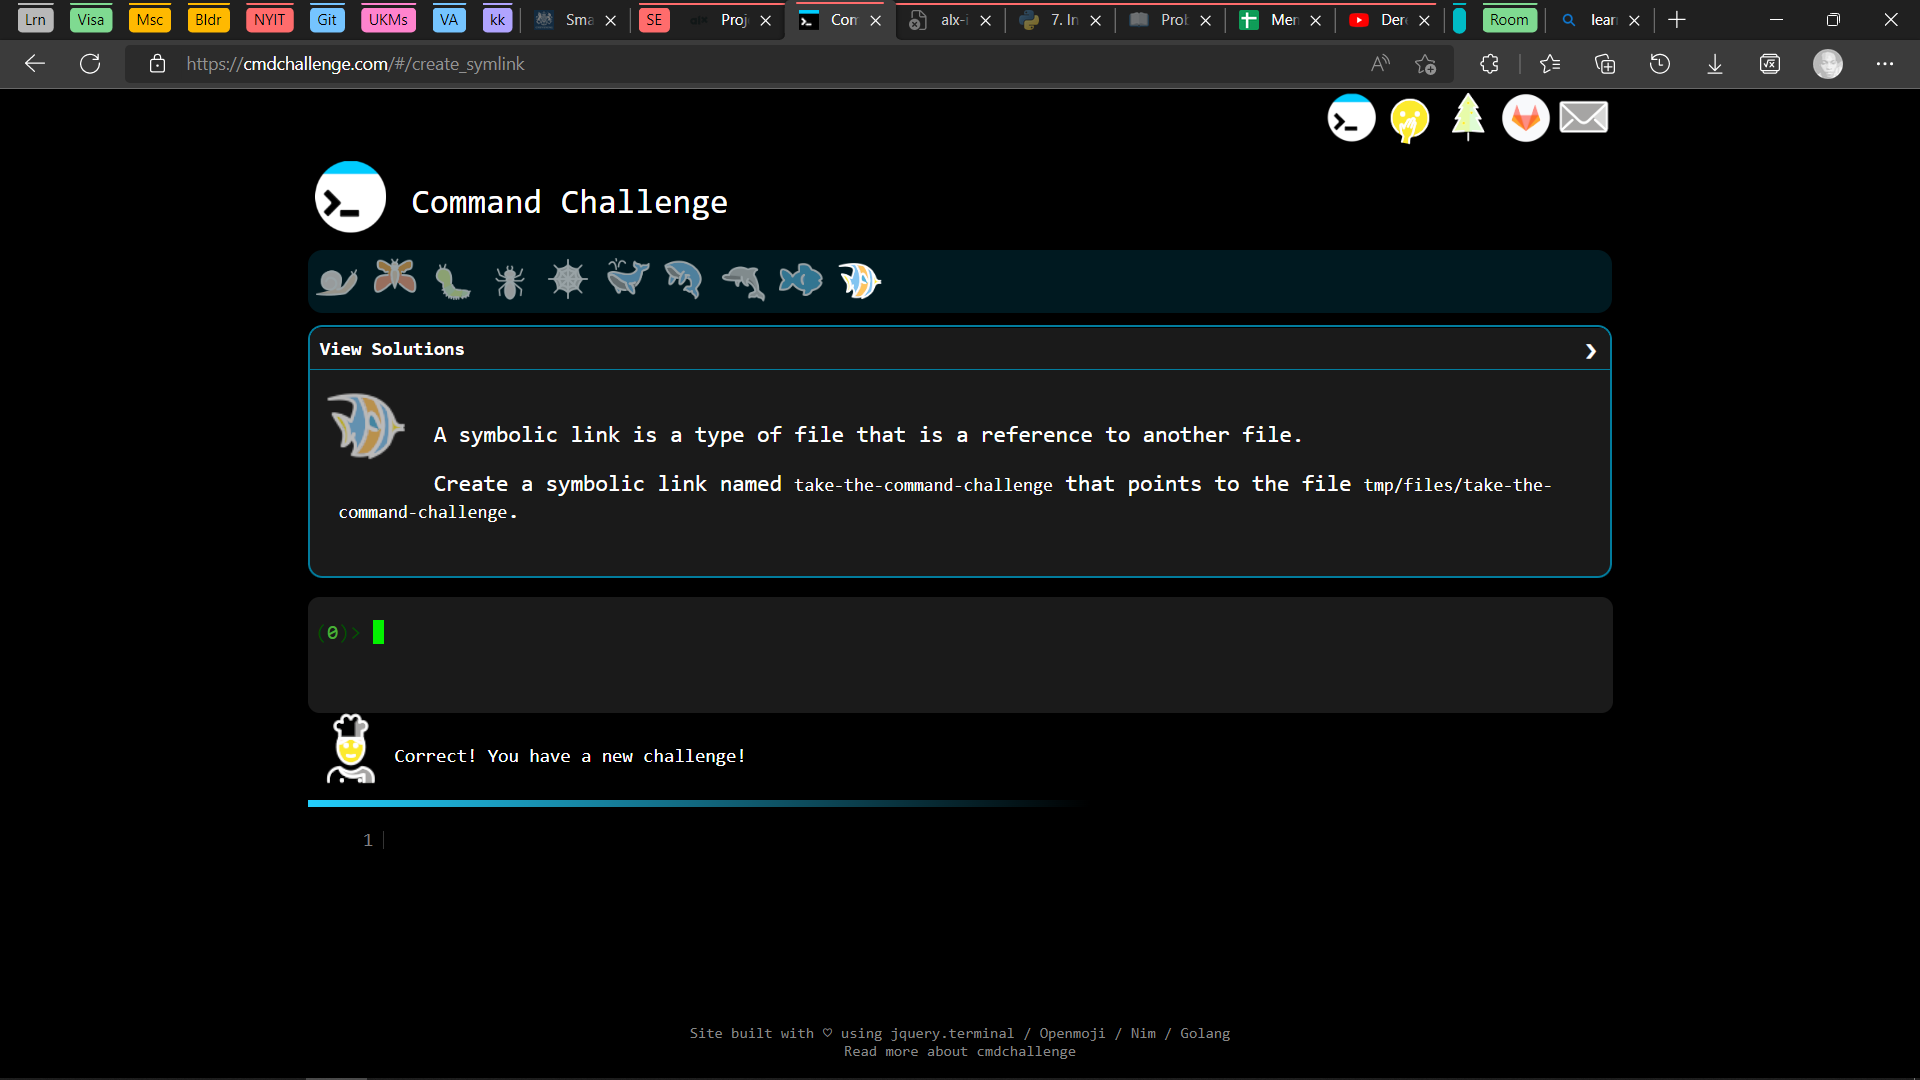 Lrn Visa Msc Bldr NYIT Git UKMs VA kk Sma SE Proj Com alx-i 7. In Prob Mer Dere Room lear
https://cmdchallenge.com/#/create_symlink
Command Challenge
View Solutions
A symbolic link is a type of file that is a reference to another file.
Create a symbolic link named take-the-command-challenge that points to the file tmp/files/take-the-
command-challenge.
(0)>
Correct! You have a new challenge!
1
Site built with ♡ using jquery.terminal / Openmoji / Nim / Golang
Read more about cmdchallenge